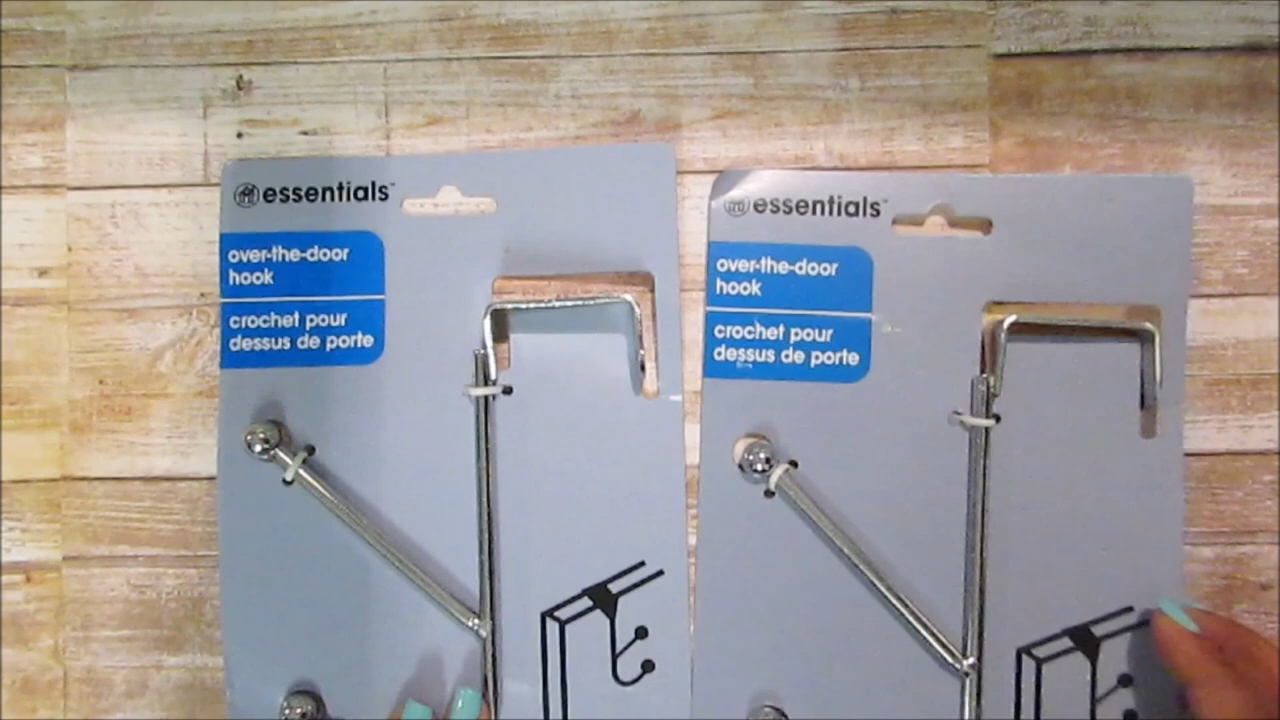 essentials™
over-the-door
hook
crochet pour
dessus de porte
essentials™
over-the-door
hook
crochet pour
dessus de porte